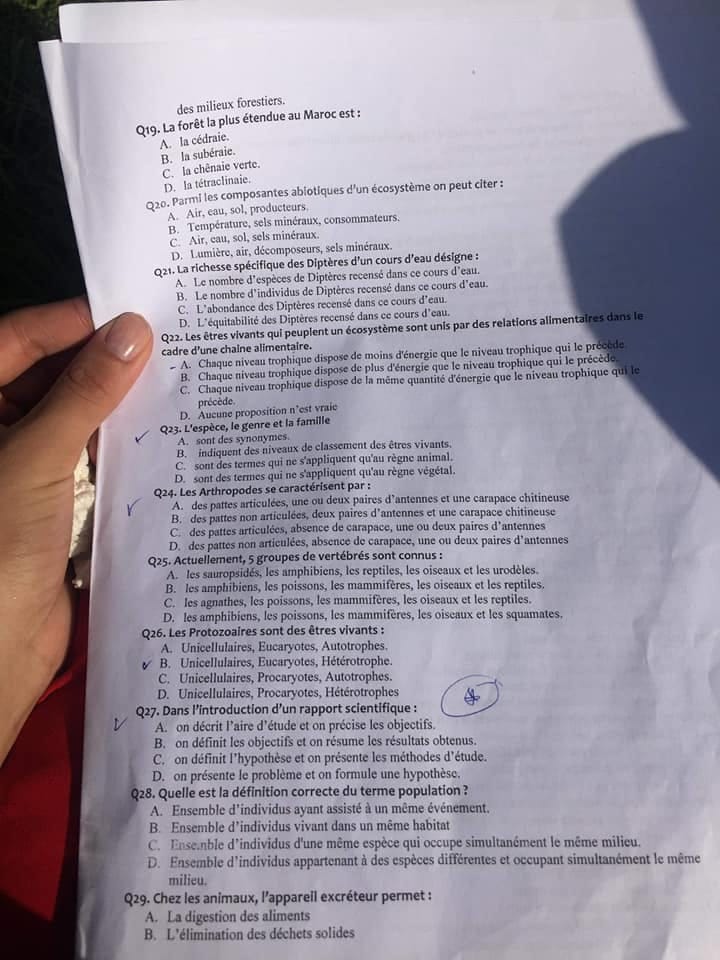 des milieux forestiers.
Q19. La forêt la plus étendue au Maroc est :
A. la cédraie.
B. la subéraie.
C. la chênaie verte.
D. la tétraclinaie.
Q20. Parmi les composantes abiotiques d'un écosystème on peut citer :
A. Air, eau, sol, producteurs.
B. Température, sels minéraux, consommateurs.
C. Air, eau, sol, sels minéraux.
D. Lumière, air, décomposeurs, sels minéraux.
Q21. La richesse spécifique des Diptères d'un cours d'eau désigne :
A. Le nombre d'espèces de Diptères recensé dans ce cours d'eau.
B. Le nombre d'individus de Diptères recensé dans ce cours d'eau.
C. L'abondance des Diptères recensé dans ce cours d'eau.
D. L'équitabilité des Diptères recensé dans ce cours d'eau.
Q22. Les êtres vivants qui peuplent un écosystème sont unis par des relations alimentaires dans le
cadre d'une chaine alimentaire.
A. Chaque niveau trophique dispose de moins d'énergie que le niveau trophique qui le précède.
B. Chaque niveau trophique dispose de plus d'énergie que le niveau trophique qui le précède.
C. Chaque niveau trophique dispose de la même quantité d'énergie que le niveau trophique qui le
précède.
D. Aucune proposition n'est vraie
Q23. L'espèce, le genre et la famille
A. sont des synonymes.
B. indiquent des niveaux de classement des êtres vivants.
C. sont des termes qui ne s'appliquent qu'au règne animal.
D. sont des termes qui ne s'appliquent qu'au règne végétal.
Q24. Les Arthropodes se caractérisent par :
A. des pattes articulées, une ou deux paires d'antennes et une carapace chitineuse
B. des pattes non articulées, deux paires d'antennes et une carapace chitineuse
C. des pattes articulées, absence de carapace, une ou deux paires d'antennes
D. des pattes non articulées, absence de carapace, une ou deux paires d'antennes
Q25. Actuellement, 5 groupes de vertébrés sont connus :
A. les sauropsidés, les amphibiens, les reptiles, les oiseaux et les urodèles.
B. les amphibiens, les poissons, les mammifères, les oiseaux et les reptiles.
C. les agnathes, les poissons, les mammifères, les oiseaux et les reptiles.
D. les amphibiens, les poissons, les mammifères, les oiseaux et les squamates.
Q26. Les Protozoaires sont des êtres vivants :
A. Unicellulaires, Eucaryotes, Autotrophes.
B. Unicellulaires, Eucaryotes, Hétérotrophe.
C. Unicellulaires, Procaryotes, Autotrophes.
D. Unicellulaires, Procaryotes, Hétérotrophes
Q27. Dans l'introduction d'un rapport scientifique :
A. on décrit l'aire d'étude et on précise les objectifs.
B. on définit les objectifs et on résume les résultats obtenus.
C. on définit l'hypothèse et on présente les méthodes d'étude.
D. on présente le problème et on formule une hypothèse.
Q28. Quelle est la définition correcte du terme population ?
A. Ensemble d'individus ayant assisté à un même événement.
B. Ensemble d'individus vivant dans un même habitat
C. Ensemble d'individus d'une même espèce qui occupe simultanément le même milieu.
D. Ensemble d'individus appartenant à des espèces différentes et occupant simultanément le même
milieu.
Q29. Chez les animaux, l'appareil excréteur permet :
A. La digestion des aliments
B. L'élimination des déchets solides